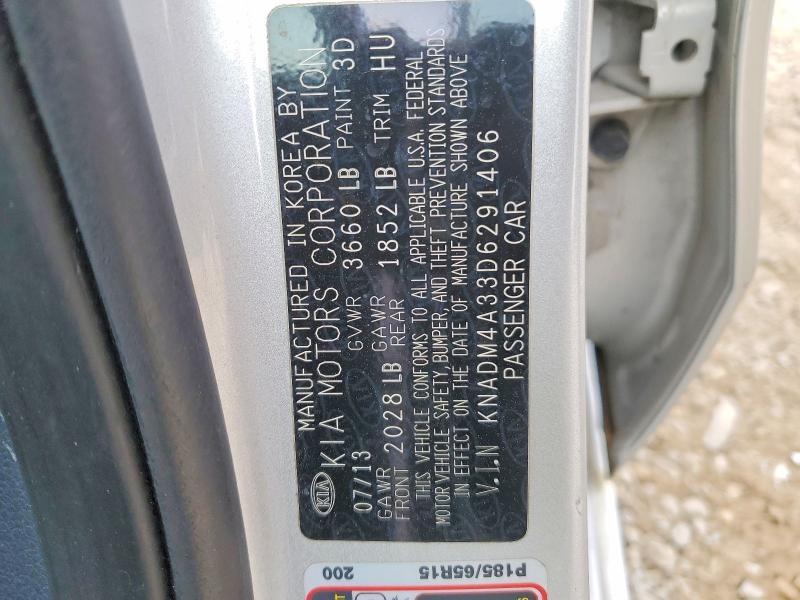 MANUFACTURED IN KOREA BY
KIA KIA MOTORS CORPORATION
07/13 GVWR 3660 LB PAINT 3D
GAWR FRONT 2028 LB GAWR REAR 1852 LB TRIM HU
THIS VEHICLE CONFORMS TO ALL APPLICABLE U.S.A. FEDERAL
MOTOR VEHICLE SAFETY, BUMPER, AND THEFT PREVENTION STANDARDS
IN EFFECT ON THE DATE OF MANUFACTURE SHOWN ABOVE
V.I.N KNADM4A33D6291406
PASSENGER CAR
200 P185/65R15